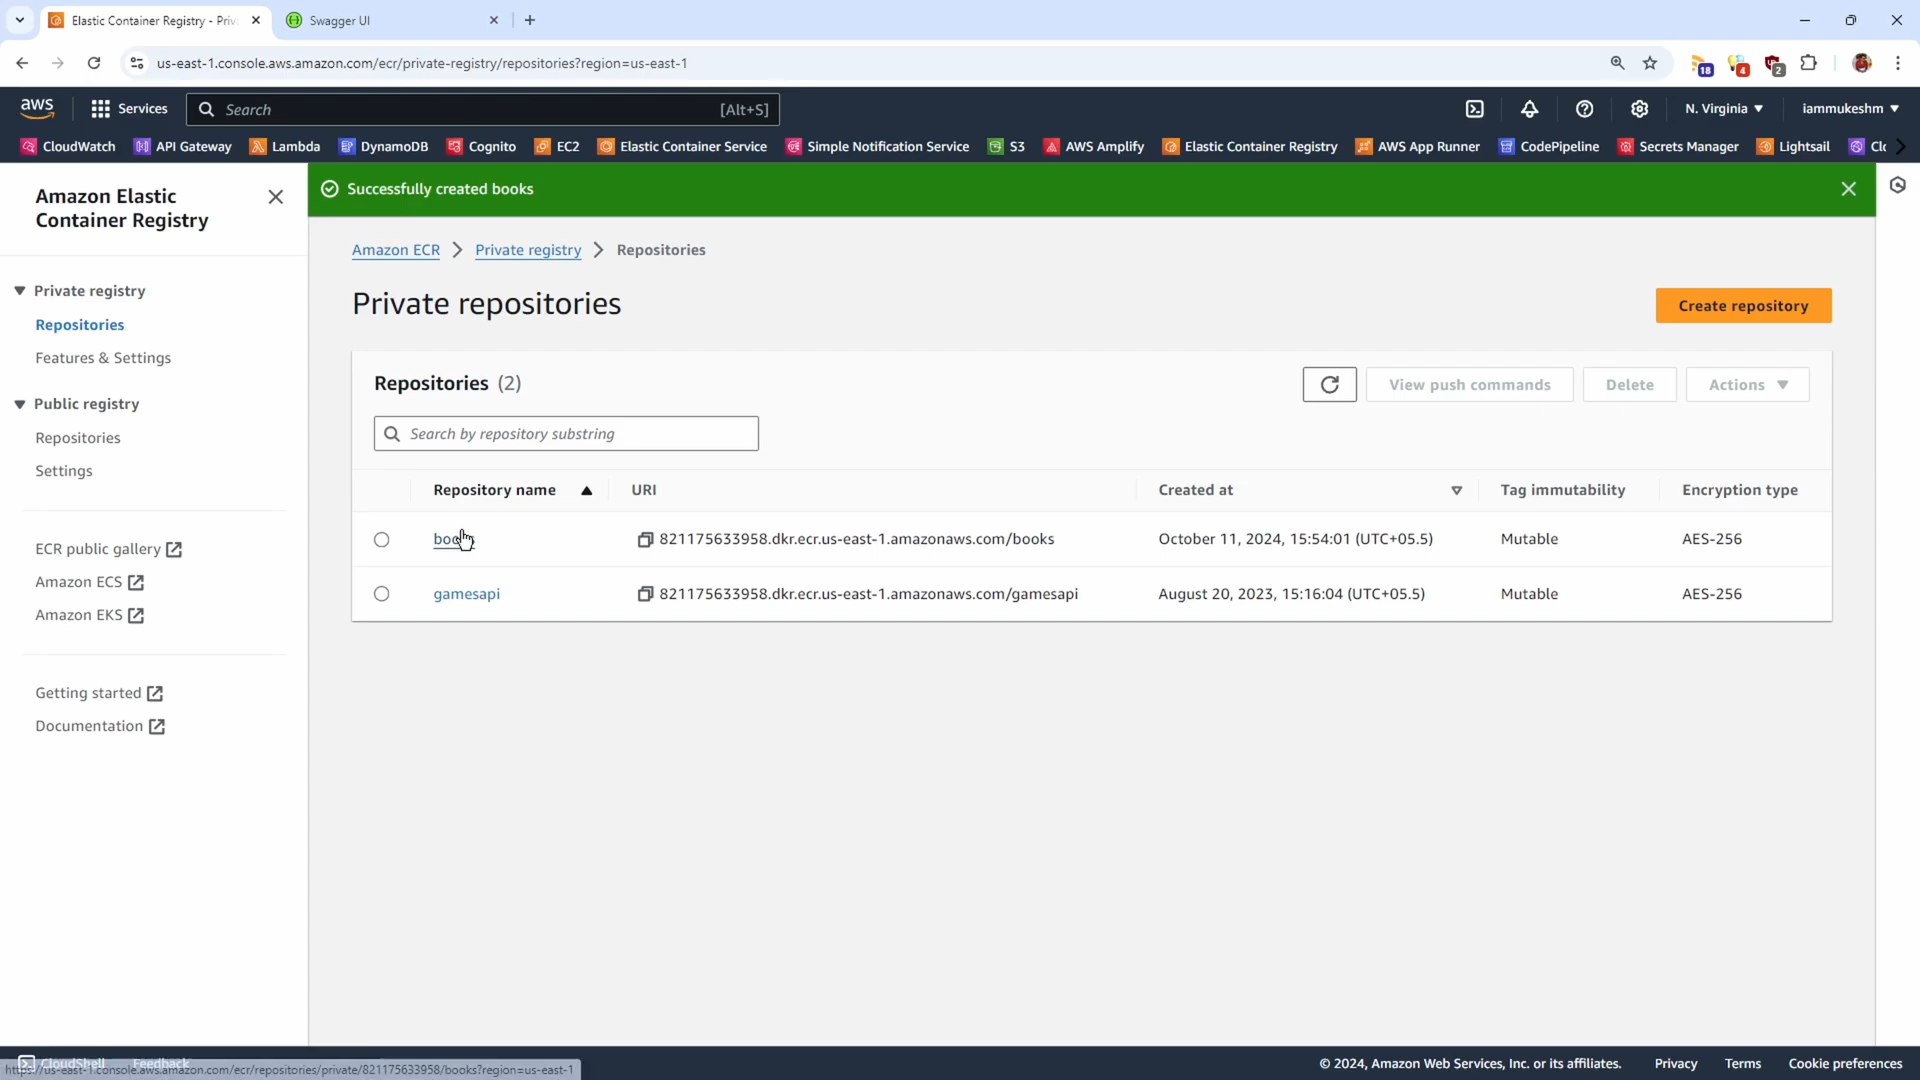 Elastic Container Registry - Priv
Swagger UI
us-east-1.console.aws.amazon.com/ecr/private-registry/repositories?region=us-east-1
18
4
2
aws
Services
Search
[Alt+S]
N. Virginia
iammukeshm
CloudWatch
API Gateway
Lambda
DynamoDB
Cognito
EC2
Elastic Container Service
Simple Notification Service
S3
AWS Amplify
Elastic Container Registry
AWS App Runner
CodePipeline
Secrets Manager
Lightsail
Clc
Amazon Elastic
Container Registry
Private registry
Repositories
Features & Settings
Public registry
Repositories
Settings
ECR public gallery
Amazon ECS
Amazon EKS
Getting started
Documentation
Successfully created books
Amazon ECR
Private registry
Repositories
Private repositories
Create repository
Repositories (2)
View push commands
Delete
Actions
Search by repository substring
Repository name
URI
Created at
Tag immutability
Encryption type
821175633958.dkr.ecr.us-east-1.amazonaws.com/books
October 11, 2024, 15:54:01 (UTC+05.5)
Mutable
AES-256
gamesapi
821175633958.dkr.ecr.us-east-1.amazonaws.com/gamesapi
August 20, 2023, 15:16:04 (UTC+05.5)
Mutable
AES-256
CloudShell
Feedback
© 2024, Amazon Web Services, Inc. or its affiliates.
Privacy
Terms
Cookie preferences
https://us-east-1.console.aws.amazon.com/ecr/repositories/private/821175633958/books?region=us-east-1